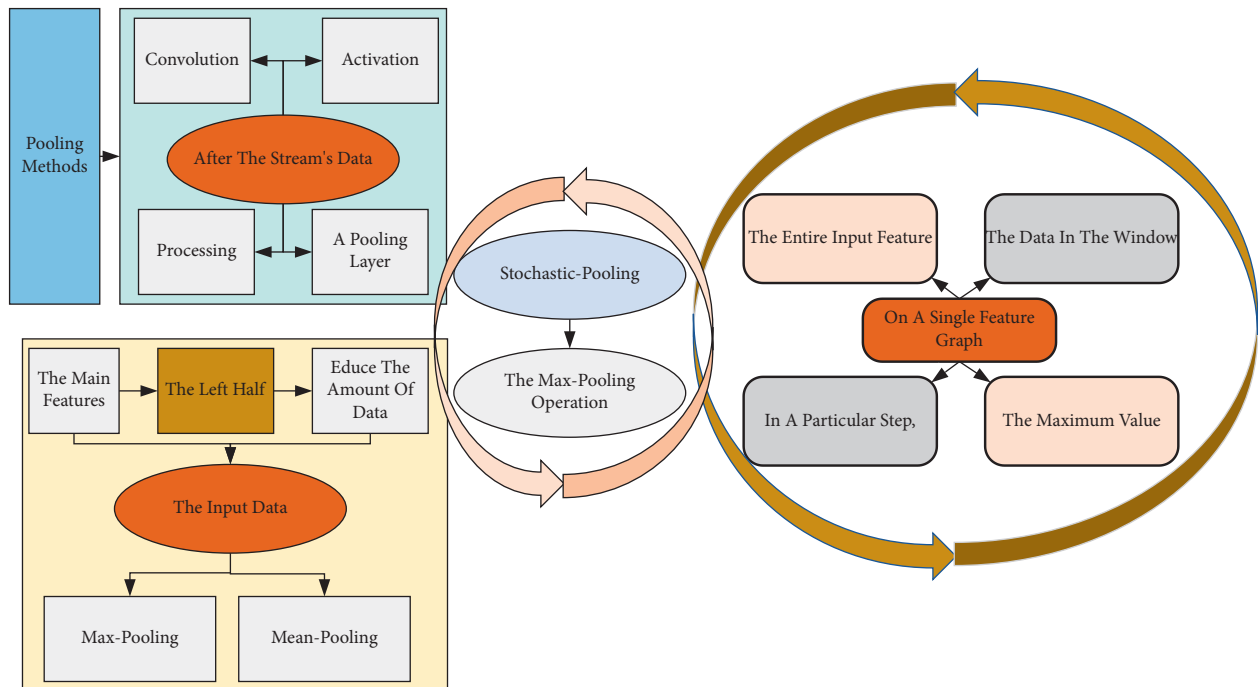 Pooling
Methods
Convolution
Activation
After The Stream's Data
Processing
A Pooling
Layer
The Main
Features
The Left Half
Educe The
Amount Of
Data
The Input Data
Max-Pooling
Mean-Pooling
Stochastic-Pooling
The Max-Pooling
Operation
The Entire Input Feature
The Data In The Window
On A Single Feature
Graph
In A Particular Step,
The Maximum Value